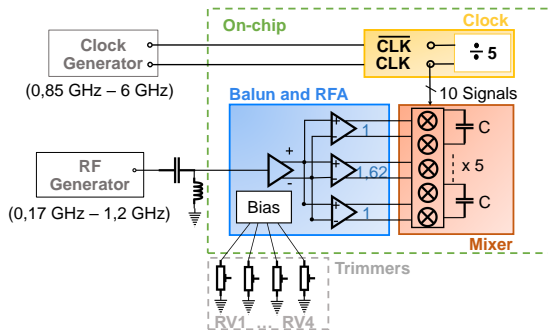 On-chip
Clock
Clock
Generator
(0,85 GHz – 6 GHz)
CLK
CLK
÷ 5
10 Signals
Balun and RFA
RF
Generator
(0,17 GHz – 1,2 GHz)
+
-
+
-
1
+
-
1,62
+
-
1
Bias
C
x 5
C
Mixer
Trimmers
RV1 ... RV4